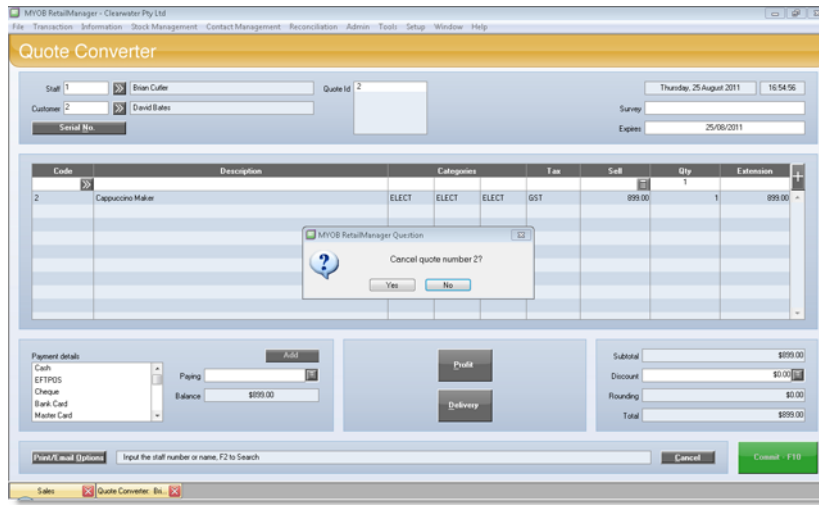 MYOB RetailManager - Clearwater Pty Ltd
File Transaction Information Stock Management Contact Management Reconciliation Admin Tools Setup Window Help
Quote Converter
Staff 1 Brian Cutler Quote Id 2 Thursday, 25 August 2011 16:54:56
Customer 2 David Bates Survey
Serial No. Expires 25/08/2011
Code Description Categories Tax Sell Qty Extension
1
2 Cappuccino Maker ELECT ELECT ELECT GST 899.00 1 899.00
MYOB RetailManager Question
Cancel quote number 2?
Yes No
Payment details Add Subtotal $899.00
Cash Paying Profit Discount $0.00
EFTPOS
Cheque Balance $899.00 Rounding $0.00
Bank Card Delivery
Master Card Total $899.00
Print/Email Options Input the staff number or name, F2 to Search Cancel Commit - F10
Sales Quote Converter: Bri...